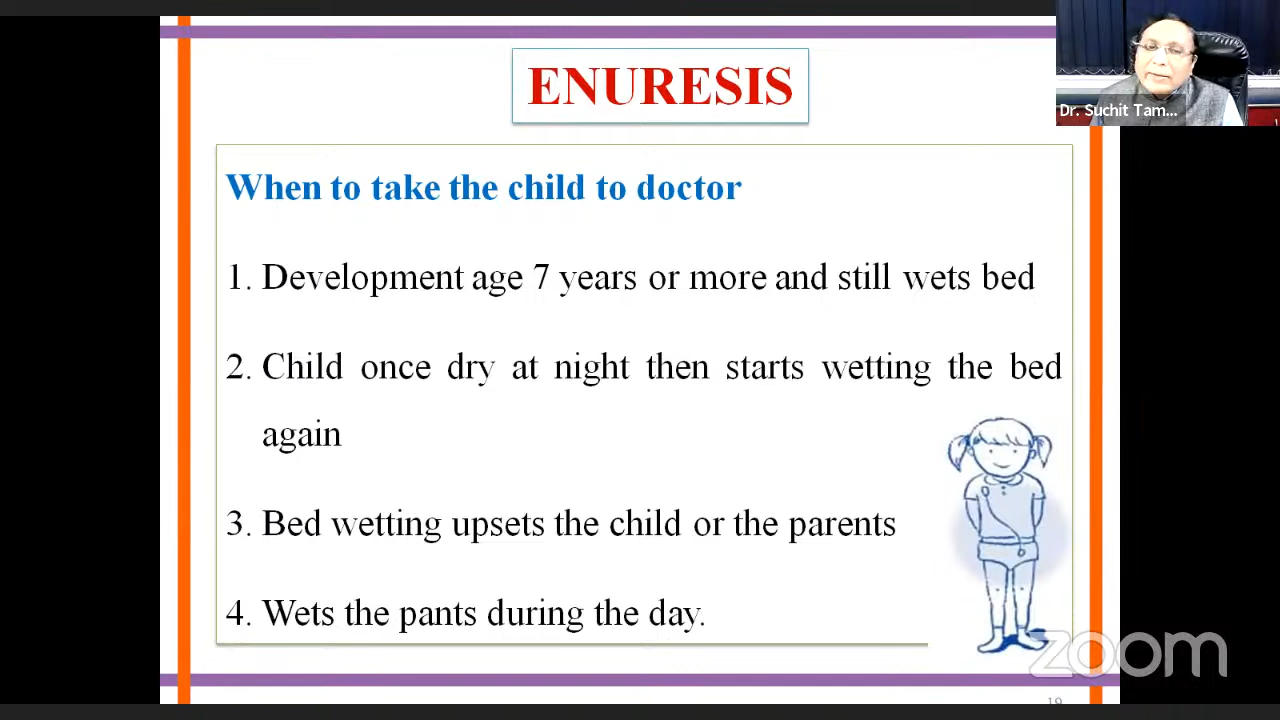 ENURESIS
Dr. Suchit Tam...
When to take the child to doctor
1. Development age 7 years or more and still wets bed
2. Child once dry at night then starts wetting the bed
again
3. Bed wetting upsets the child or the parents
4. Wets the pants during the day.
zoom
19